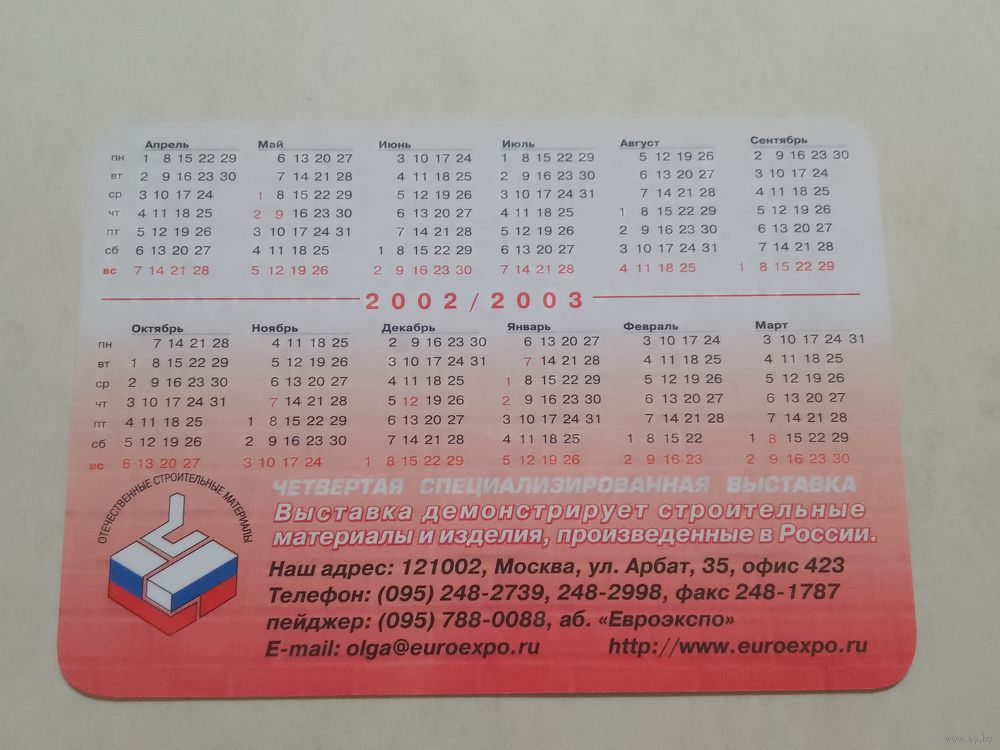 Апрель Май Июнь Июль Август Сентябрь
пн 1 8 15 22 29 6 13 20 27 3 10 17 24 1 8 15 22 29 5 12 19 26 2 9 16 23 30
вт 2 9 16 23 30 7 14 21 28 4 11 18 25 2 9 16 23 30 6 13 20 27 3 10 17 24
ср 3 10 17 24 1 8 15 22 29 5 12 19 26 3 10 17 24 31 7 14 21 28 4 11 18 25
чт 4 11 18 25 2 9 16 23 30 6 13 20 27 4 11 18 25 1 8 15 22 29 5 12 19 26
пт 5 12 19 26 3 10 17 24 31 7 14 21 28 5 12 19 26 2 9 16 23 30 6 13 20 27
сб 6 13 20 27 4 11 18 25 1 8 15 22 29 6 13 20 27 3 10 17 24 31 7 14 21 28
вс 7 14 21 28 5 12 19 26 2 9 16 23 30 7 14 21 28 4 11 18 25 1 8 15 22 29
2002/2003
Октябрь Ноябрь Декабрь Январь Февраль Март
пн 7 14 21 28 4 11 18 25 2 9 16 23 30 6 13 20 27 3 10 17 24 3 10 17 24 31
вт 1 8 15 22 29 5 12 19 26 3 10 17 24 31 7 14 21 28 4 11 18 25 4 11 18 25
ср 2 9 16 23 30 6 13 20 27 4 11 18 25 1 8 15 22 29 5 12 19 26 5 12 19 26
чт 3 10 17 24 31 7 14 21 28 5 12 19 26 2 9 16 23 30 6 13 20 27 6 13 20 27
пт 4 11 18 25 1 8 15 22 29 6 13 20 27 3 10 17 24 31 7 14 21 28 7 14 21 28
сб 5 12 19 26 2 9 16 23 30 7 14 21 28 4 11 18 25 1 8 15 22 1 8 15 22 29
вс 6 13 20 27 3 10 17 24 1 8 15 22 29 5 12 19 26 2 9 16 23 2 9 16 23 30
ОТЕЧЕСТВЕННЫЕ СТРОИТЕЛЬНЫЕ МАТЕРИАЛЫ
ЧЕТВЕРТАЯ СПЕЦИАЛИЗИРОВАННАЯ ВЫСТАВКА
Выставка демонстрирует строительные
материалы и изделия, произведенные в России.
Наш адрес: 121002, Москва, ул. Арбат, 35, офис 423
Телефон: (095) 248-2739, 248-2998, факс 248-1787
пейджер: (095) 788-0088, аб. «Евроэкспо»
E-mail: olga@euroexpo.ru http://www.euroexpo.ru
www.ay.by